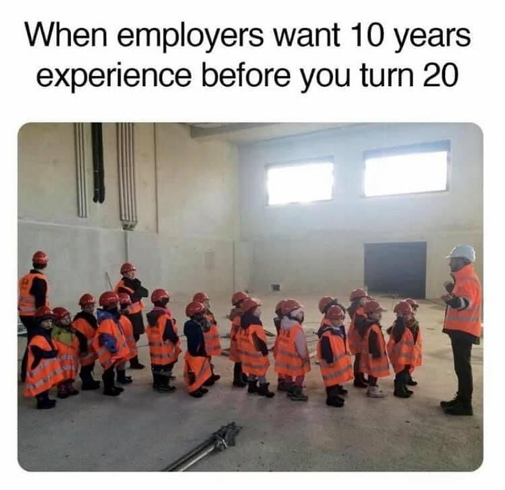 When employers want 10 years
experience before you turn 20